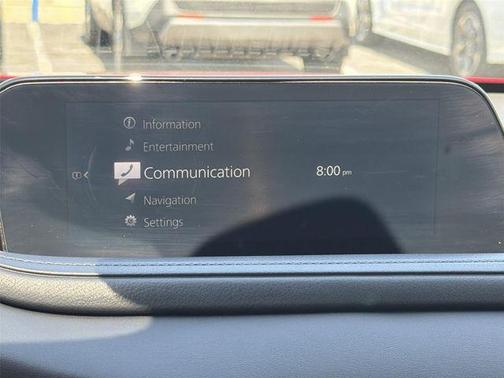 Information
Entertainment
Communication 8:00 pm
Navigation
Settings